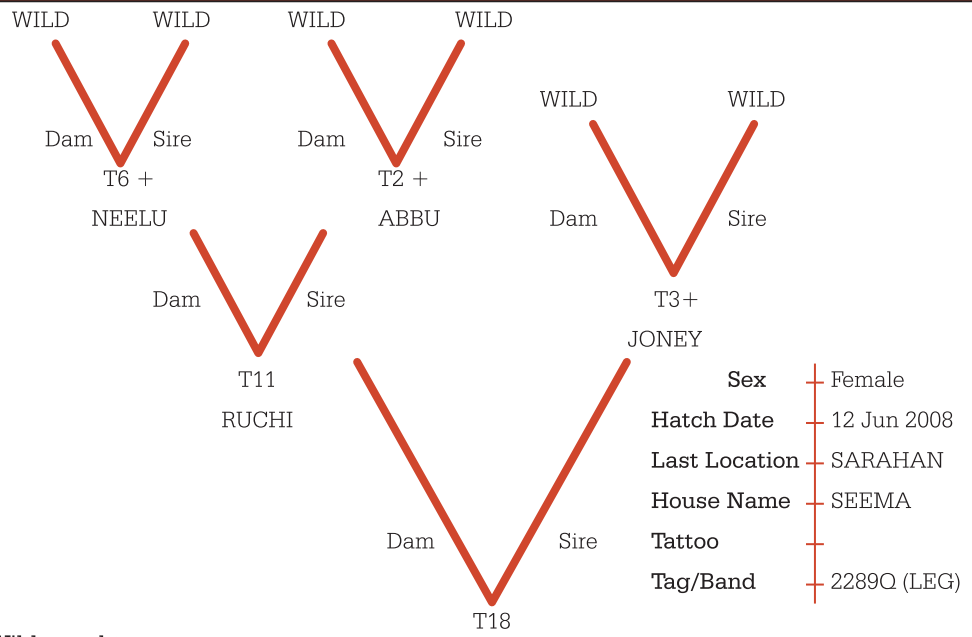 WILD WILD WILD WILD
WILD WILD
Dam Sire Dam Sire
T6 + T2 +
NEELU ABBU Dam Sire
Dam Sire T3+
JONEY
T11 Sex Female
RUCHI Hatch Date 12 Jun 2008
Last Location SARAHAN
House Name SEEMA
Dam Sire Tattoo
Tag/Band 2289Q (LEG)
T18